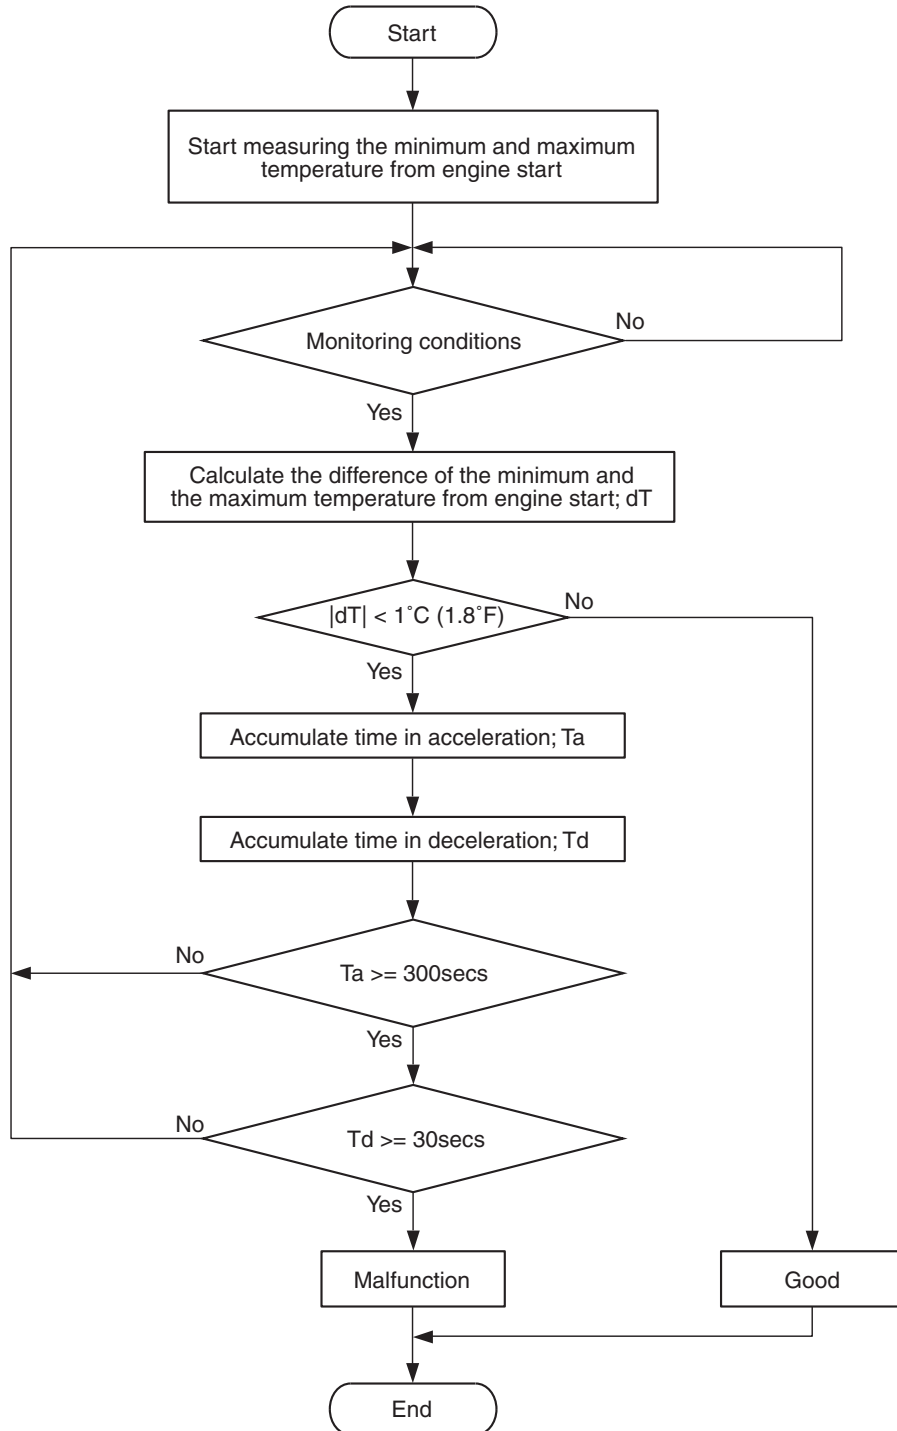 Start
Start measuring the minimum and maximum
temperature from engine start
Monitoring conditions
No
Yes
Calculate the difference of the minimum and
the maximum temperature from engine start; dT
|dT| < 1˚C (1.8˚F)
No
Yes
Accumulate time in acceleration; Ta
Accumulate time in deceleration; Td
No
Ta >= 300secs
Yes
No
Td >= 30secs
Yes
Malfunction
Good
End